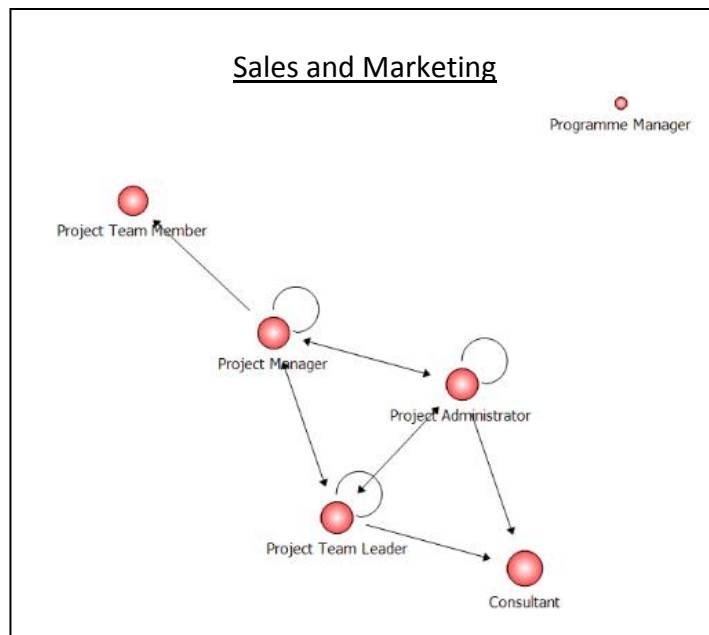 Sales and Marketing
Programme Manager
Project Team Member
Project Manager
Project Administrator
Project Team Leader
Consultant